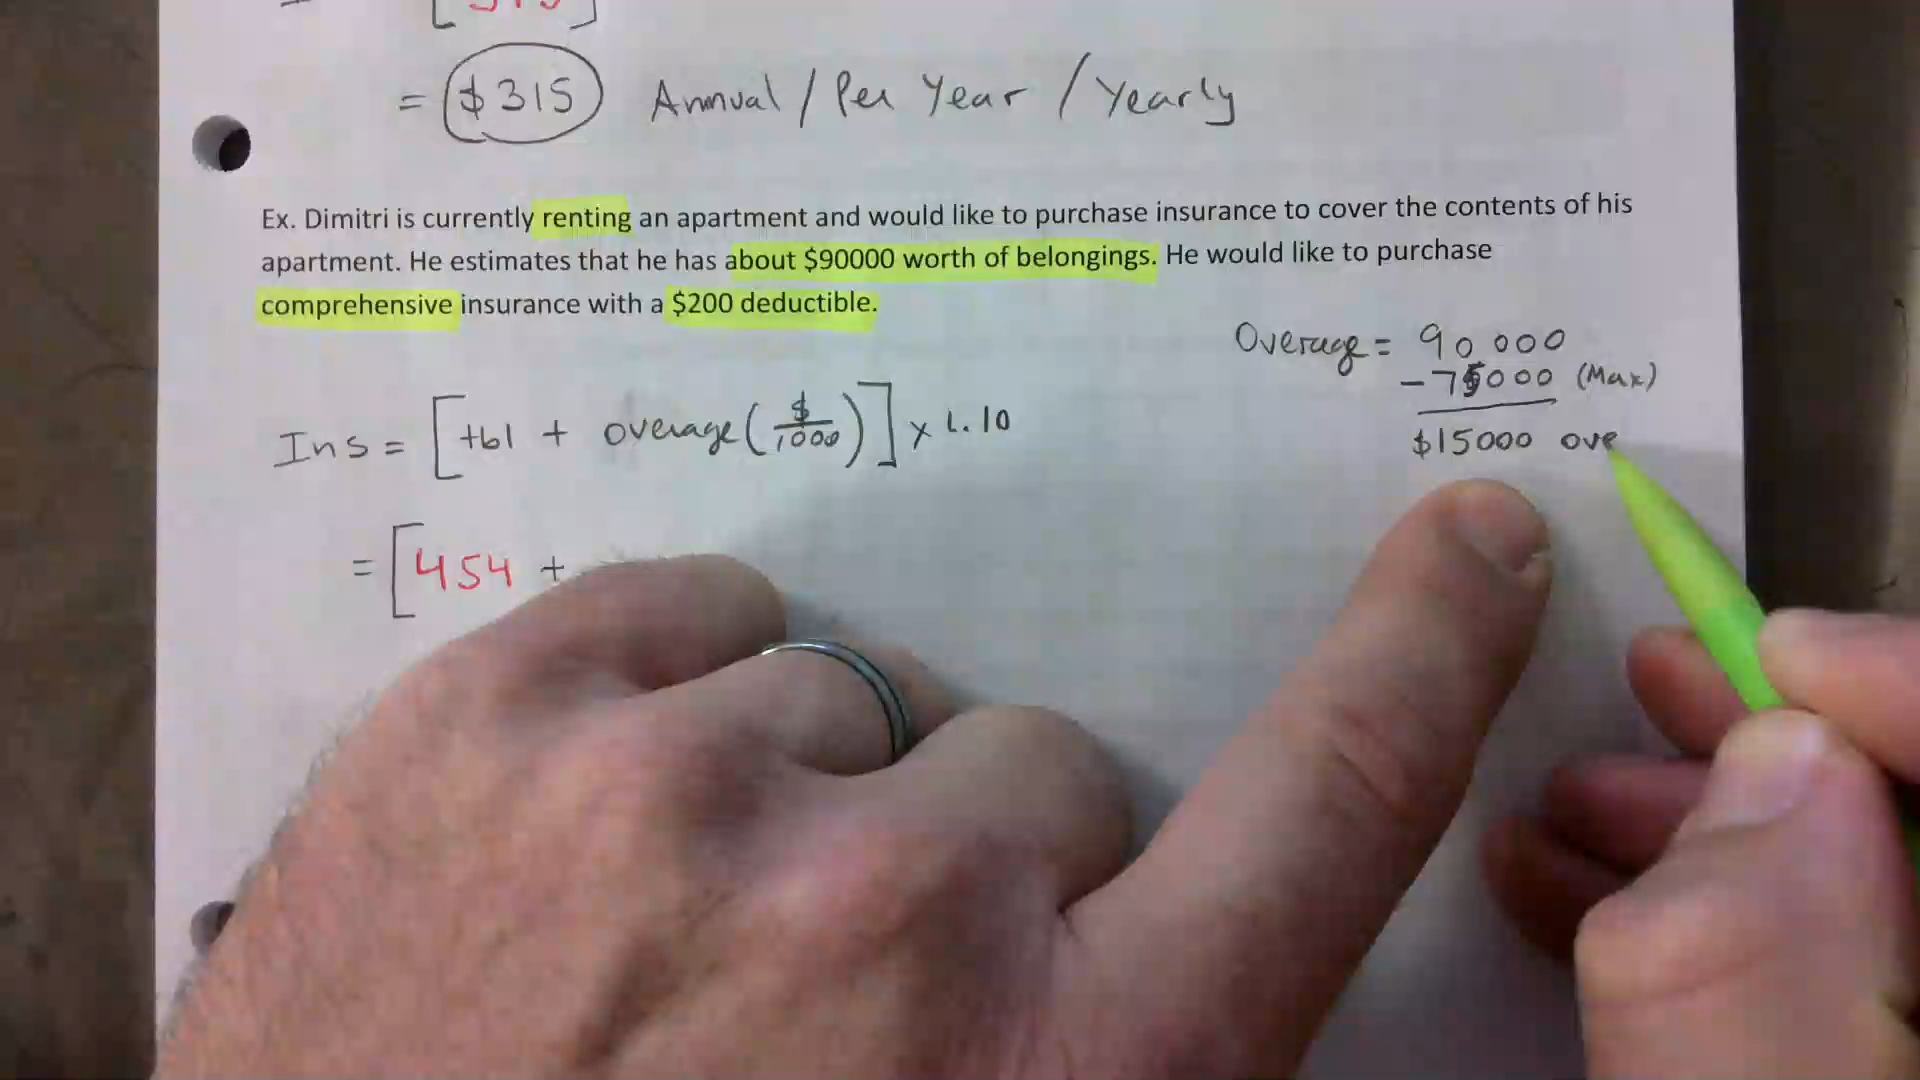 = $315 Annual / Per Year / Yearly
Ex. Dimitri is currently renting an apartment and would like to purchase insurance to cover the contents of his
apartment. He estimates that he has about $90000 worth of belongings. He would like to purchase
comprehensive insurance with a $200 deductible.
Overage = 90 000
- 75000 (Max)
$15000 ove
Ins = [tbl + overage($/1000)] x 1.10
= [454 +